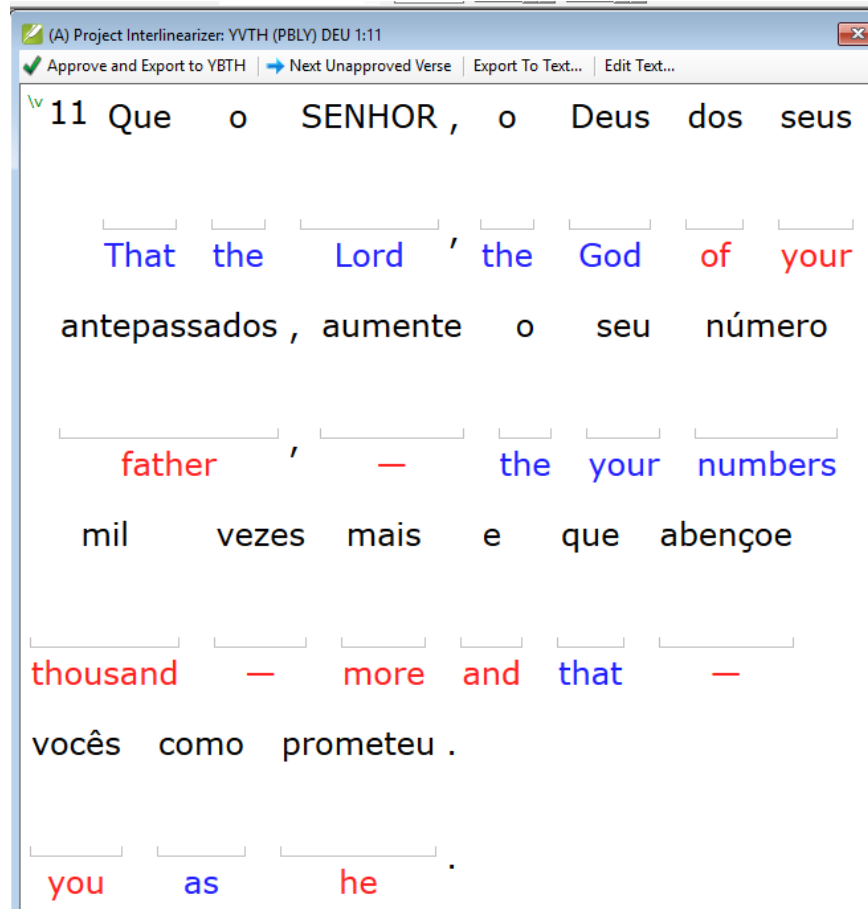 (A) Project Interlinearizer: YVTH (PBLY) DEU 1:11
Approve and Export to YBTH Next Unapproved Verse Export To Text... Edit Text...
\v 11 Que o SENHOR , o Deus dos seus
That the Lord , the God of your
antepassados , aumente o seu número
father , — the your numbers
mil vezes mais e que abençoe
thousand — more and that —
vocês como prometeu .
you as he .